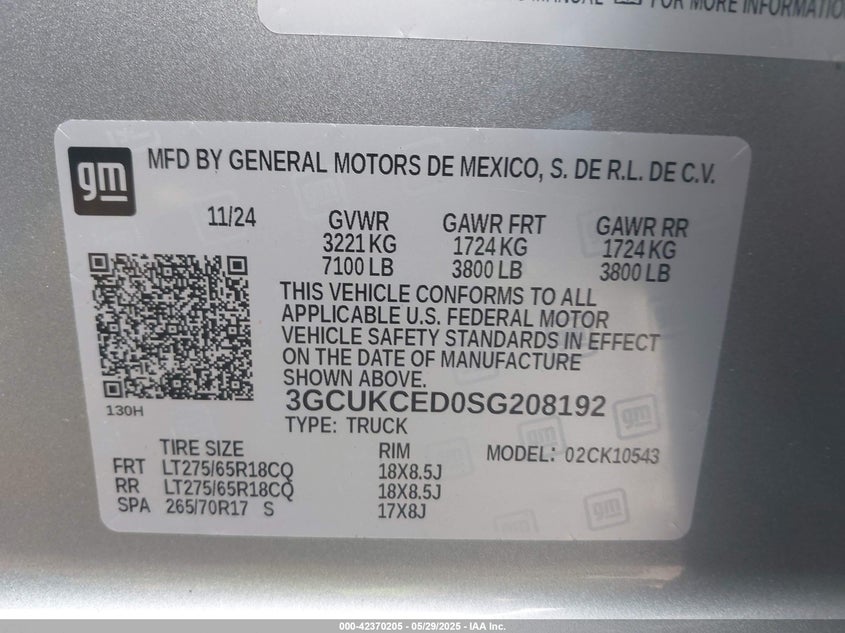 MANUAL FOR MORE INFORMATION
gm
MFD BY GENERAL MOTORS DE MEXICO, S. DE R.L. DE C.V.
11/24 GVWR GAWR FRT GAWR RR
3221 KG 1724 KG 1724 KG
7100 LB 3800 LB 3800 LB
THIS VEHICLE CONFORMS TO ALL
APPLICABLE U.S. FEDERAL MOTOR
VEHICLE SAFETY STANDARDS IN EFFECT
ON THE DATE OF MANUFACTURE
SHOWN ABOVE.
130H
3GCUKCED0SG208192
TYPE: TRUCK
TIRE SIZE RIM MODEL: 02CK10543
FRT LT275/65R18CQ 18X8.5J
RR LT275/65R18CQ 18X8.5J
SPA 265/70R17 S 17X8J
000-42370205 - 05/29/2025 - IAA Inc.